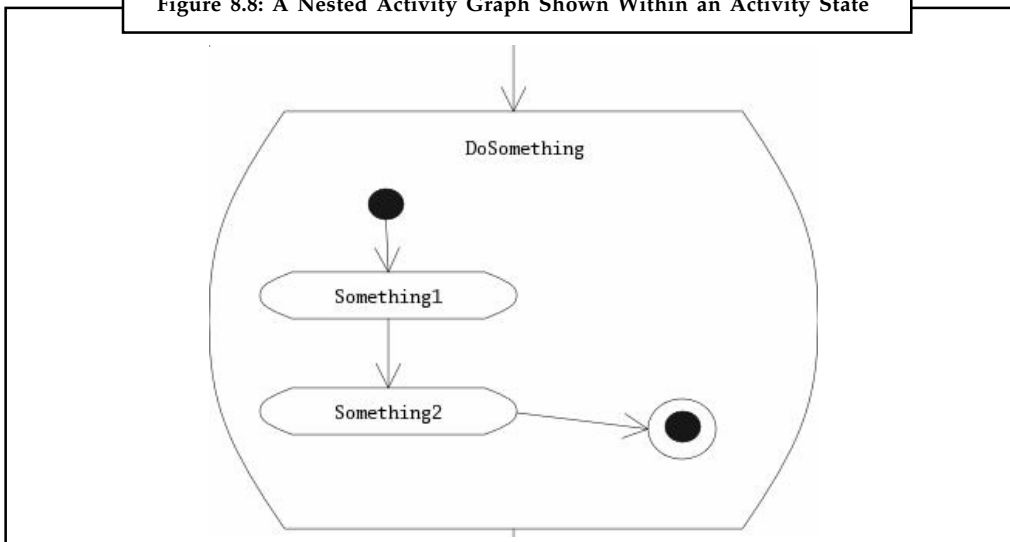 Figure 8.8: A Nested Activity Graph Shown Within an Activity State
DoSomething
Something1
Something2